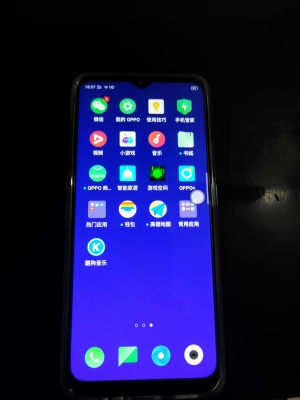 微信 我的 OPPO 使用技巧 手机管家
视频 小游戏 音乐 书城
OPPO 商... 智能家居 游戏空间 OPPO+
热门应用 钱包 高德地图 常用应用
酷狗音乐